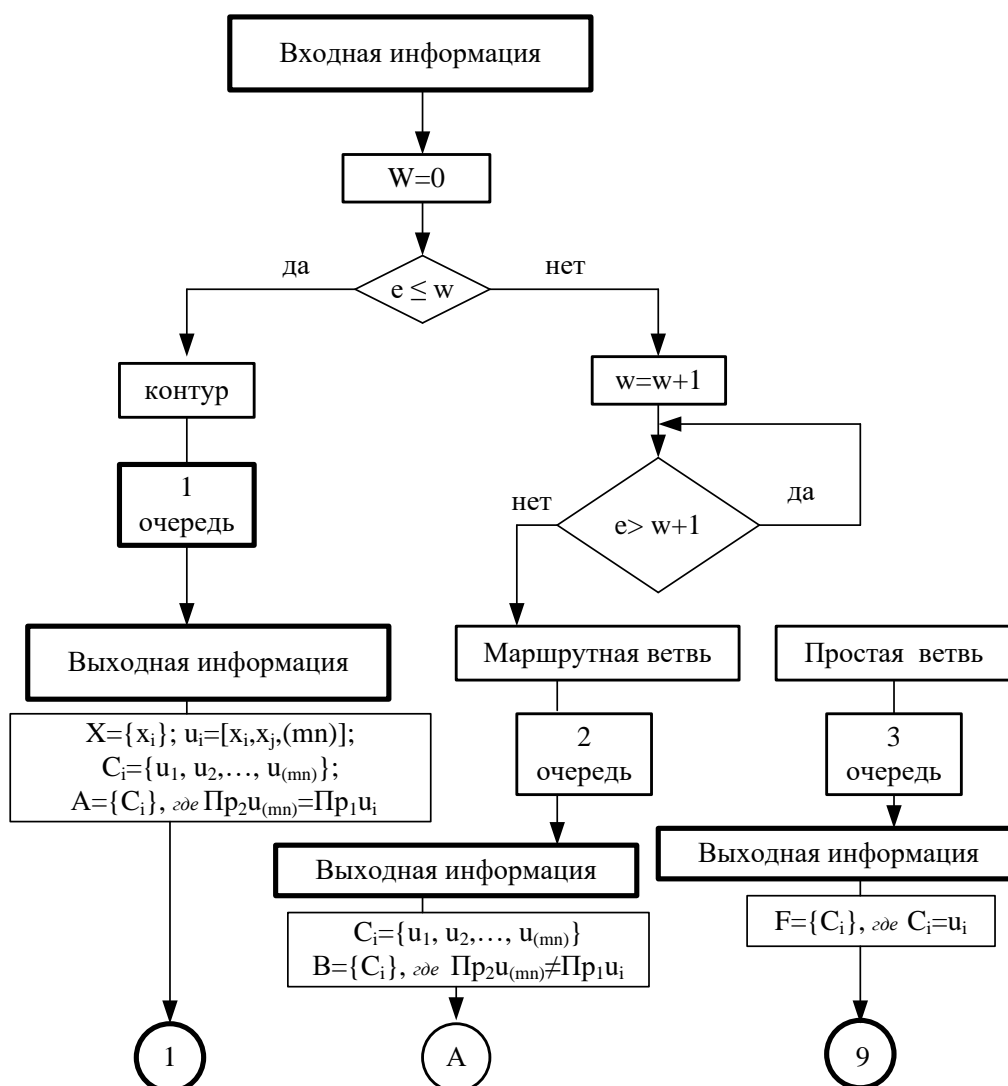 Входная информация
W=0
да
нет
e ≤ w
контур
w=w+1
1
очередь
нет
да
e> w+1
Выходная информация
Маршрутная ветвь
Простая ветвь
X={xᵢ}; uᵢ=[xᵢ,xⱼ,(mn)];
Cᵢ={u₁, u₂,…, u₍ₘₙ₎};
A={Cᵢ}, где Пр₂u₍ₘₙ₎=Пр₁uᵢ
2
очередь
3
очередь
Выходная информация
Выходная информация
Cᵢ={u₁, u₂,…, u₍ₘₙ₎}
B={Cᵢ}, где Пр₂u₍ₘₙ₎≠Пр₁uᵢ
F={Cᵢ}, где Cᵢ=uᵢ
1
A
9